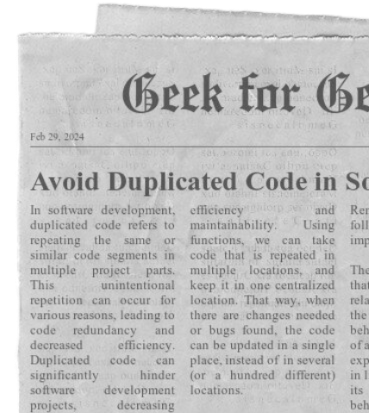 Geek for Ge
Feb 29, 2024
Avoid Duplicated Code in So
In software development,
duplicated code refers to
repeating the same or
similar code segments in
multiple project parts.
This unintentional
repetition can occur for
various reasons, leading to
code redundancy and
decreased efficiency.
Duplicated code can
significantly hinder
software development
projects, decreasing
efficiency and
maintainability. Using
functions, we can take
code that is repeated in
multiple locations, and
keep it in one centralized
location. That way, when
there are changes needed
or bugs found, the code
can be updated in a single
place, instead of in several
(or a hundred different)
locations.
Rem
foll
imp
The
that
rela
the
beh
of a
exp
in l
its
beh